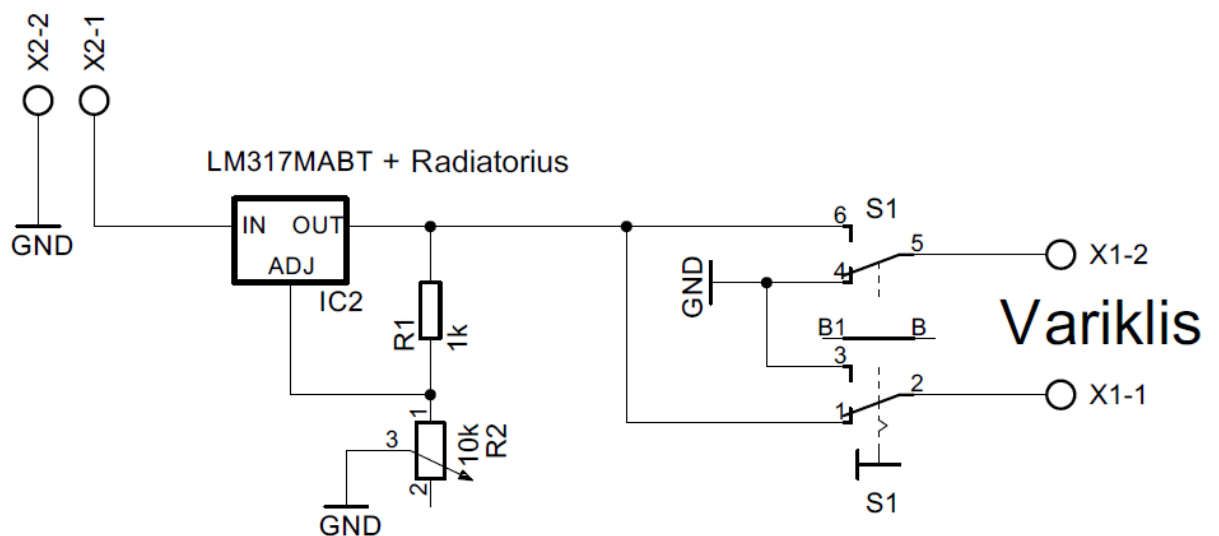 X2-2
X2-1
LM317MABT + Radiatorius
IN OUT
ADJ
IC2
GND
R1
1k
1
3
10k
R2
2
GND
6
S1
5
X1-2
GND
4
B1
B
Variklis
3
2
X1-1
1
S1